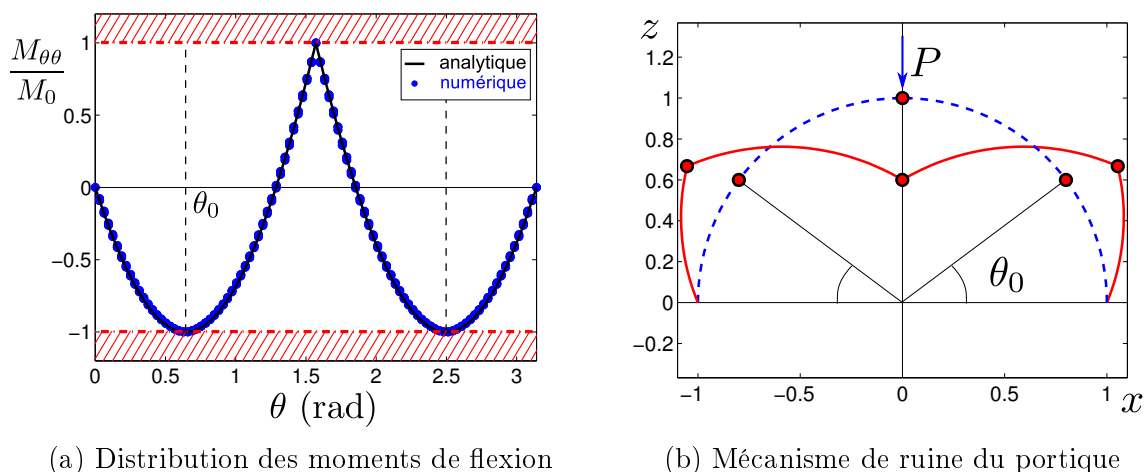 M_θθ
M_0
1
0.5
0
−0.5
−1
analytique
numérique
θ_0
0 0.5 1 1.5 2 2.5 3
θ (rad)
(a) Distribution des moments de flexion
z
P
1.2
1
0.8
0.6
0.4
0.2
0
−0.2
θ_0
−1 −0.5 0 0.5 1
x
(b) Mécanisme de ruine du portique